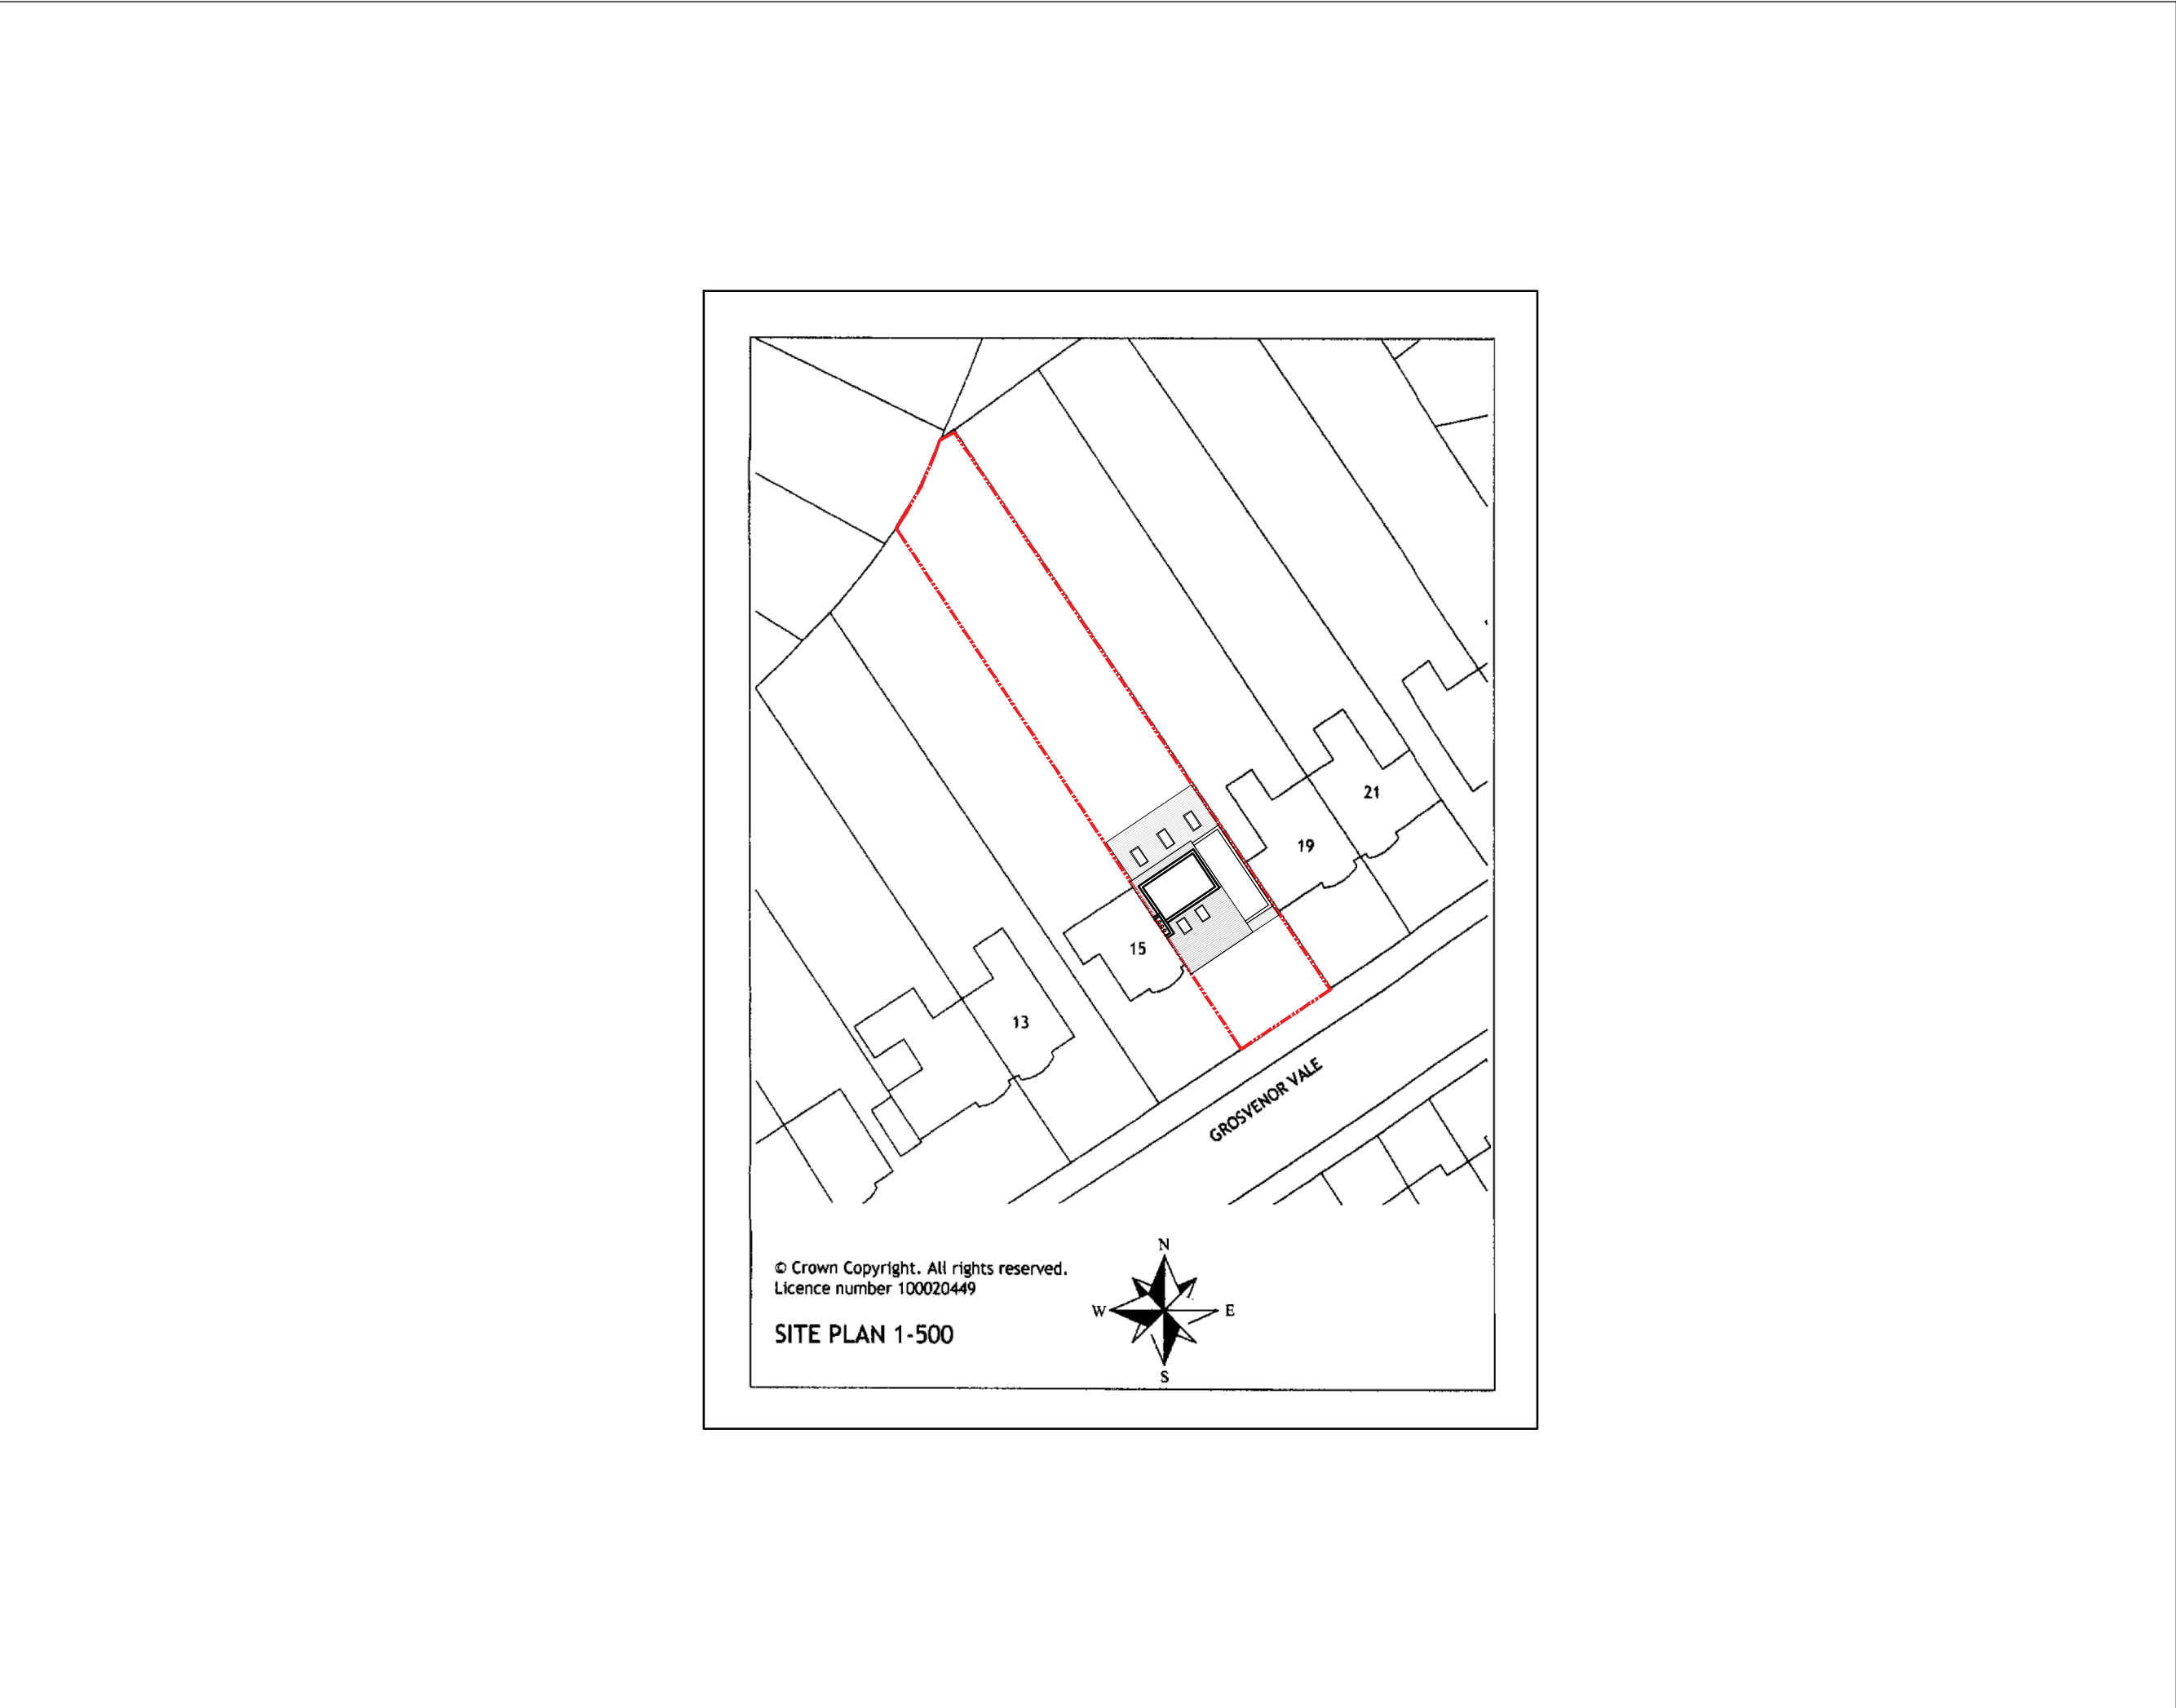 21
19
15
13
GROSVENOR VALE
© Crown Copyright. All rights reserved.
Licence number 100020449
SITE PLAN 1-500
N
W
E
S